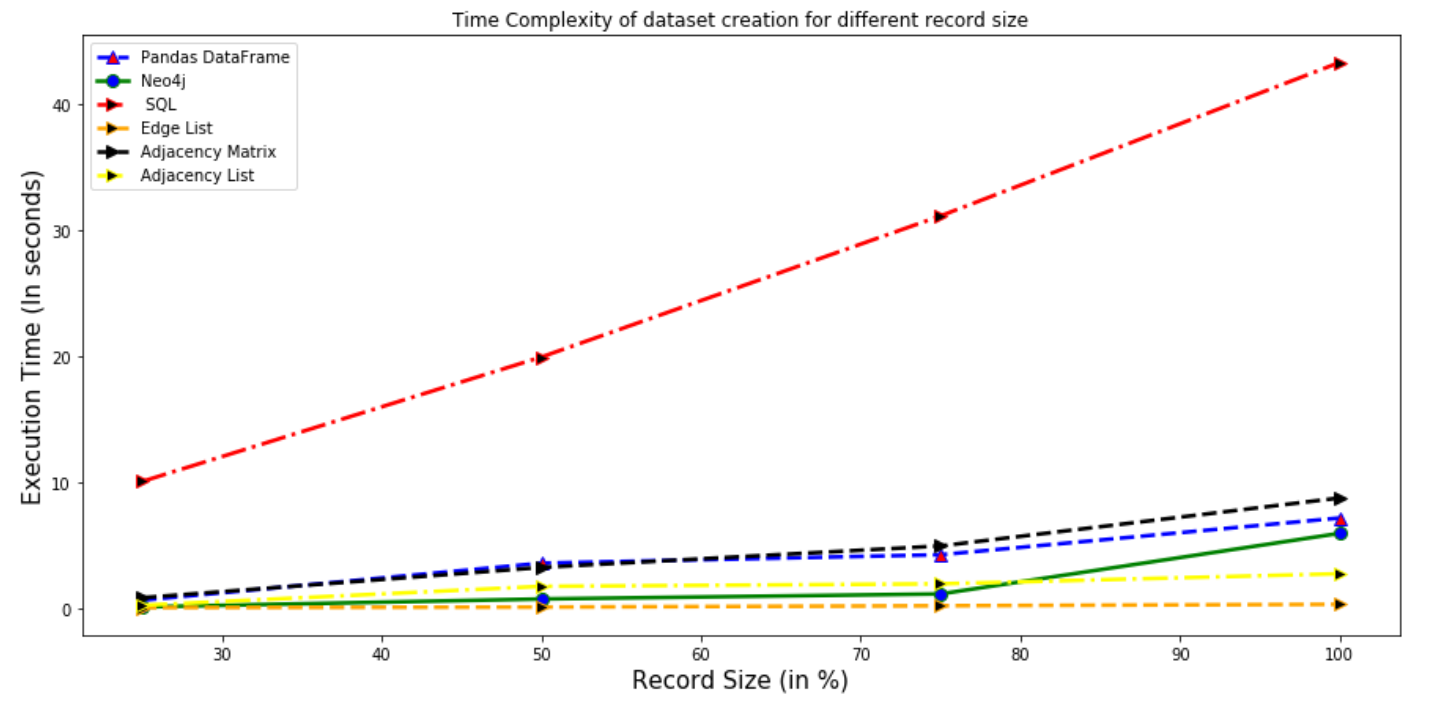 Time Complexity of dataset creation for different record size
Pandas DataFrame
Neo4j
SQL
Edge List
Adjacency Matrix
Adjacency List
Execution Time (In seconds)
40
30
20
10
0
30 40 50 60 70 80 90 100
Record Size (in %)